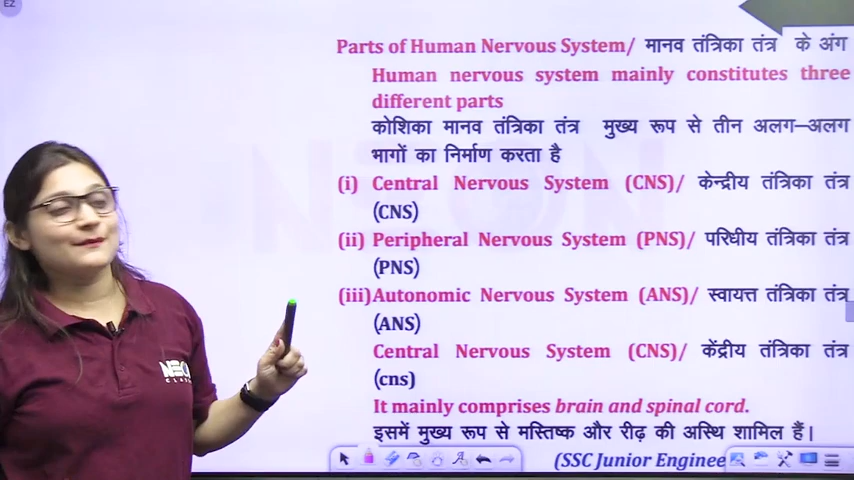 EZ
Parts of Human Nervous System/ मानव तंत्रिका तंत्र के अंग
Human nervous system mainly constitutes three
different parts
कोशिका मानव तंत्रिका तंत्र मुख्य रूप से तीन अलग–अलग
भागों का निर्माण करता है
(i) Central Nervous System (CNS)/ केन्द्रीय तंत्रिका तंत्र
(CNS)
(ii) Peripheral Nervous System (PNS)/ परिधीय तंत्रिका तंत्र
(PNS)
(iii)Autonomic Nervous System (ANS)/ स्वायत्त तंत्रिका तंत्र
(ANS)
Central Nervous System (CNS)/ केंद्रीय तंत्रिका तंत्र
(cns)
It mainly comprises brain and spinal cord.
इसमें मुख्य रूप से मस्तिष्क और रीढ़ की अस्थि शामिल हैं।
(SSC Junior Enginee
NEON